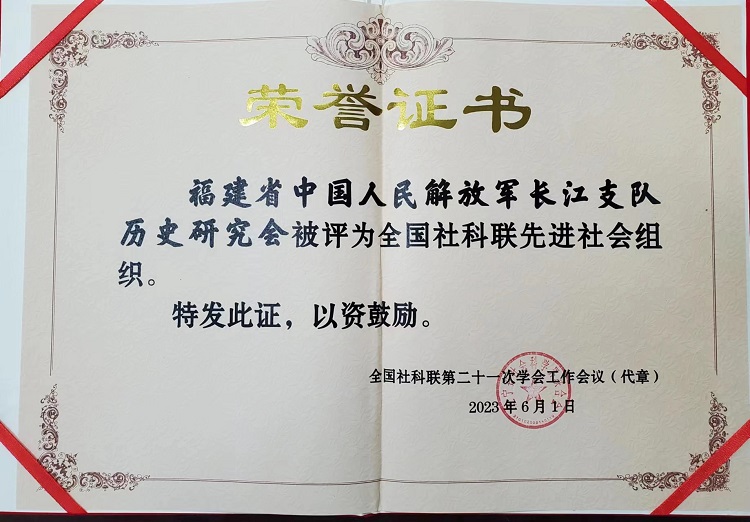 荣誉证书
福建省中国人民解放军长江支队
历史研究会被评为全国社科联先进社会组
织。
特发此证，以资鼓励。
全国社科联第二十一次学会工作会议（代章）
2023年6月1日